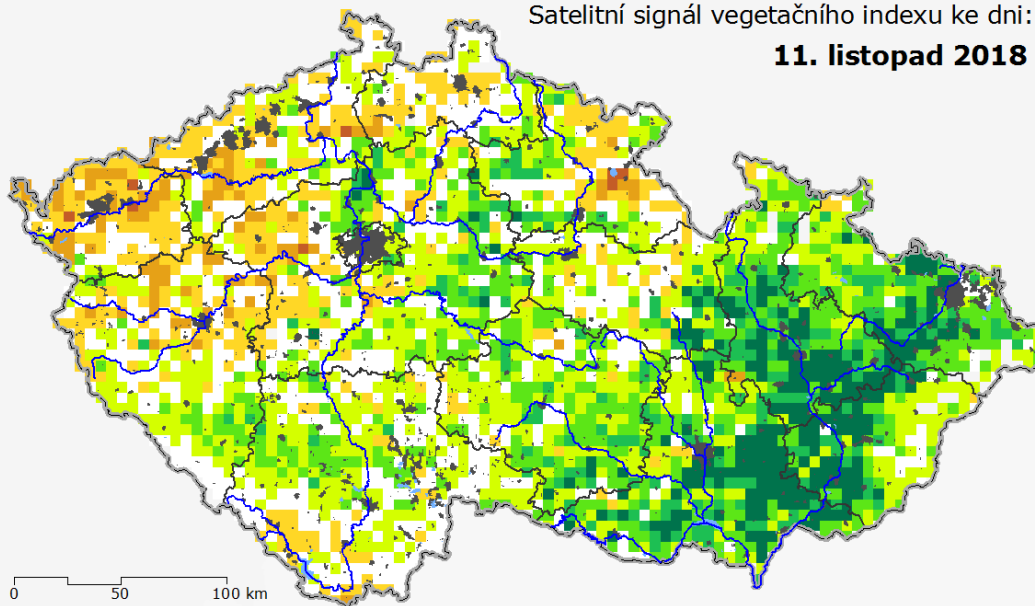 Satelitní signál vegetačního indexu ke dni:
11. listopad 2018
0 50 100 km